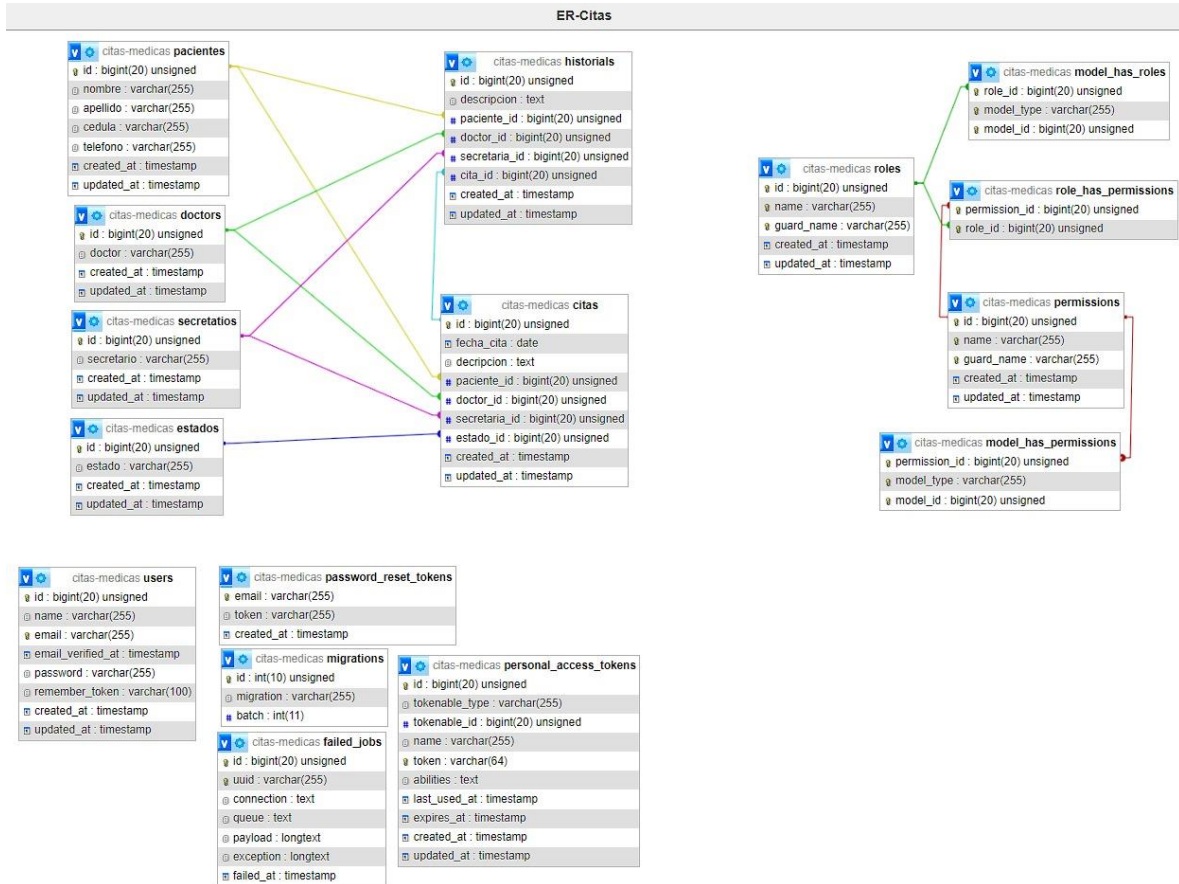 ER-Citas
citas-medicas pacientes
id : bigint(20) unsigned
nombre : varchar(255)
apellido : varchar(255)
cedula : varchar(255)
telefono : varchar(255)
created_at : timestamp
updated_at : timestamp
citas-medicas doctors
id : bigint(20) unsigned
doctor : varchar(255)
created_at : timestamp
updated_at : timestamp
citas-medicas secretatios
id : bigint(20) unsigned
secretario : varchar(255)
created_at : timestamp
updated_at : timestamp
citas-medicas estados
id : bigint(20) unsigned
estado : varchar(255)
created_at : timestamp
updated_at : timestamp
citas-medicas historials
id : bigint(20) unsigned
descripcion : text
paciente_id : bigint(20) unsigned
doctor_id : bigint(20) unsigned
secretaria_id : bigint(20) unsigned
cita_id : bigint(20) unsigned
created_at : timestamp
updated_at : timestamp
citas-medicas citas
id : bigint(20) unsigned
fecha_cita : date
decripcion : text
paciente_id : bigint(20) unsigned
doctor_id : bigint(20) unsigned
secretaria_id : bigint(20) unsigned
estado_id : bigint(20) unsigned
created_at : timestamp
updated_at : timestamp
citas-medicas roles
id : bigint(20) unsigned
name : varchar(255)
guard_name : varchar(255)
created_at : timestamp
updated_at : timestamp
citas-medicas model_has_roles
role_id : bigint(20) unsigned
model_type : varchar(255)
model_id : bigint(20) unsigned
citas-medicas role_has_permissions
permission_id : bigint(20) unsigned
role_id : bigint(20) unsigned
citas-medicas permissions
id : bigint(20) unsigned
name : varchar(255)
guard_name : varchar(255)
created_at : timestamp
updated_at : timestamp
citas-medicas model_has_permissions
permission_id : bigint(20) unsigned
model_type : varchar(255)
model_id : bigint(20) unsigned
citas-medicas users
id : bigint(20) unsigned
name : varchar(255)
email : varchar(255)
email_verified_at : timestamp
password : varchar(255)
remember_token : varchar(100)
created_at : timestamp
updated_at : timestamp
citas-medicas password_reset_tokens
email : varchar(255)
token : varchar(255)
created_at : timestamp
citas-medicas migrations
id : int(10) unsigned
migration : varchar(255)
batch : int(11)
citas-medicas failed_jobs
id : bigint(20) unsigned
uuid : varchar(255)
connection : text
queue : text
payload : longtext
exception : longtext
failed_at : timestamp
citas-medicas personal_access_tokens
id : bigint(20) unsigned
tokenable_type : varchar(255)
tokenable_id : bigint(20) unsigned
name : varchar(255)
token : varchar(64)
abilities : text
last_used_at : timestamp
expires_at : timestamp
created_at : timestamp
updated_at : timestamp